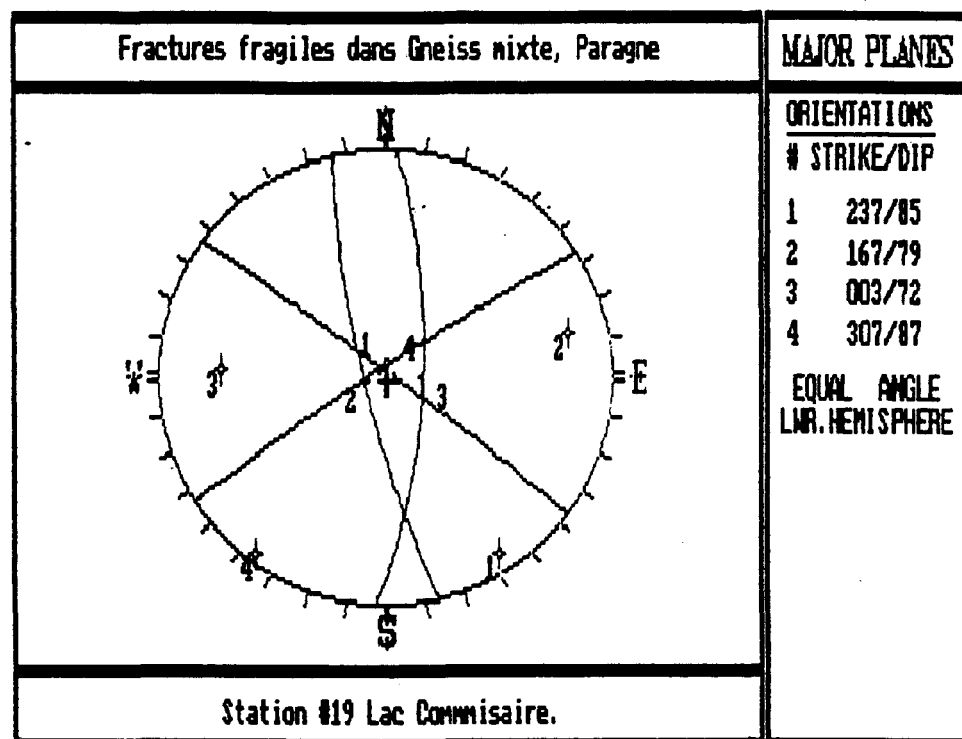 Fractures fragiles dans Gneiss mixte, Paragne
N
1
4
W
3
2
E
2
3
4
1
S
Station #19 Lac Commmisaire.
MAJOR PLANES
ORIENTATIONS
# STRIKE/DIP
1 237/85
2 167/79
3 003/72
4 307/87
EQUAL ANGLE
LWR.HEMISPHERE